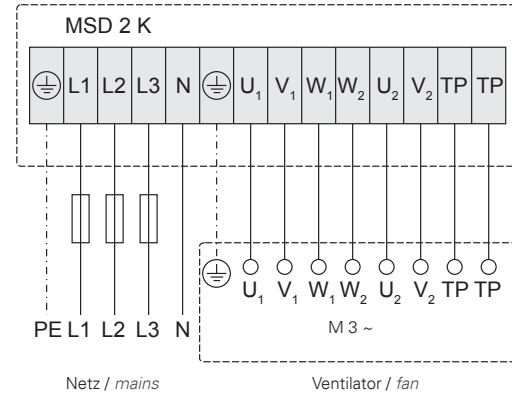 MSD 2 K
L1 L2 L3 N U₁ V₁ W₁ W₂ U₂ V₂ TP TP
U₁ V₁ W₁ W₂ U₂ V₂ TP TP
PE L1 L2 L3 N
M 3 ~
Netz / mains
Ventilator / fan